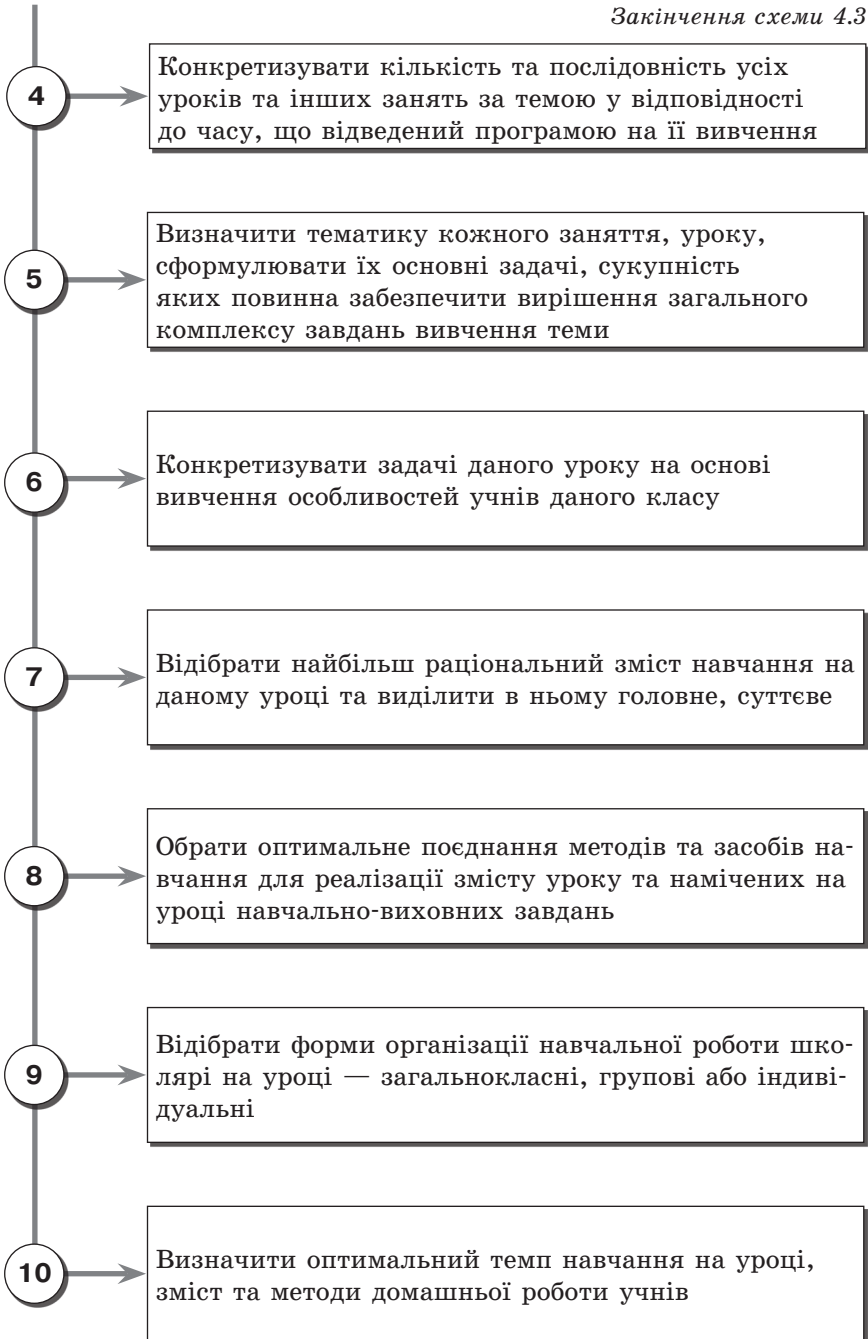 Закінчення схеми 4.3
4
Конкретизувати кількість та послідовність усіх
уроків та інших занять за темою у відповідності
до часу, що відведений програмою на її вивчення
5
Визначити тематику кожного заняття, уроку,
сформулювати їх основні задачі, сукупність
яких повинна забезпечити вирішення загального
комплексу завдань вивчення теми
6
Конкретизувати задачі даного уроку на основі
вивчення особливостей учнів даного класу
7
Відібрати найбільш раціональний зміст навчання на
даному уроці та виділити в ньому головне, суттєве
8
Обрати оптимальне поєднання методів та засобів на-
вчання для реалізації змісту уроку та намічених на
уроці навчально-виховних завдань
9
Відібрати форми організації навчальної роботи шко-
лярі на уроці — загальнокласні, групові або індиві-
дуальні
10
Визначити оптимальний темп навчання на уроці,
зміст та методи домашньої роботи учнів